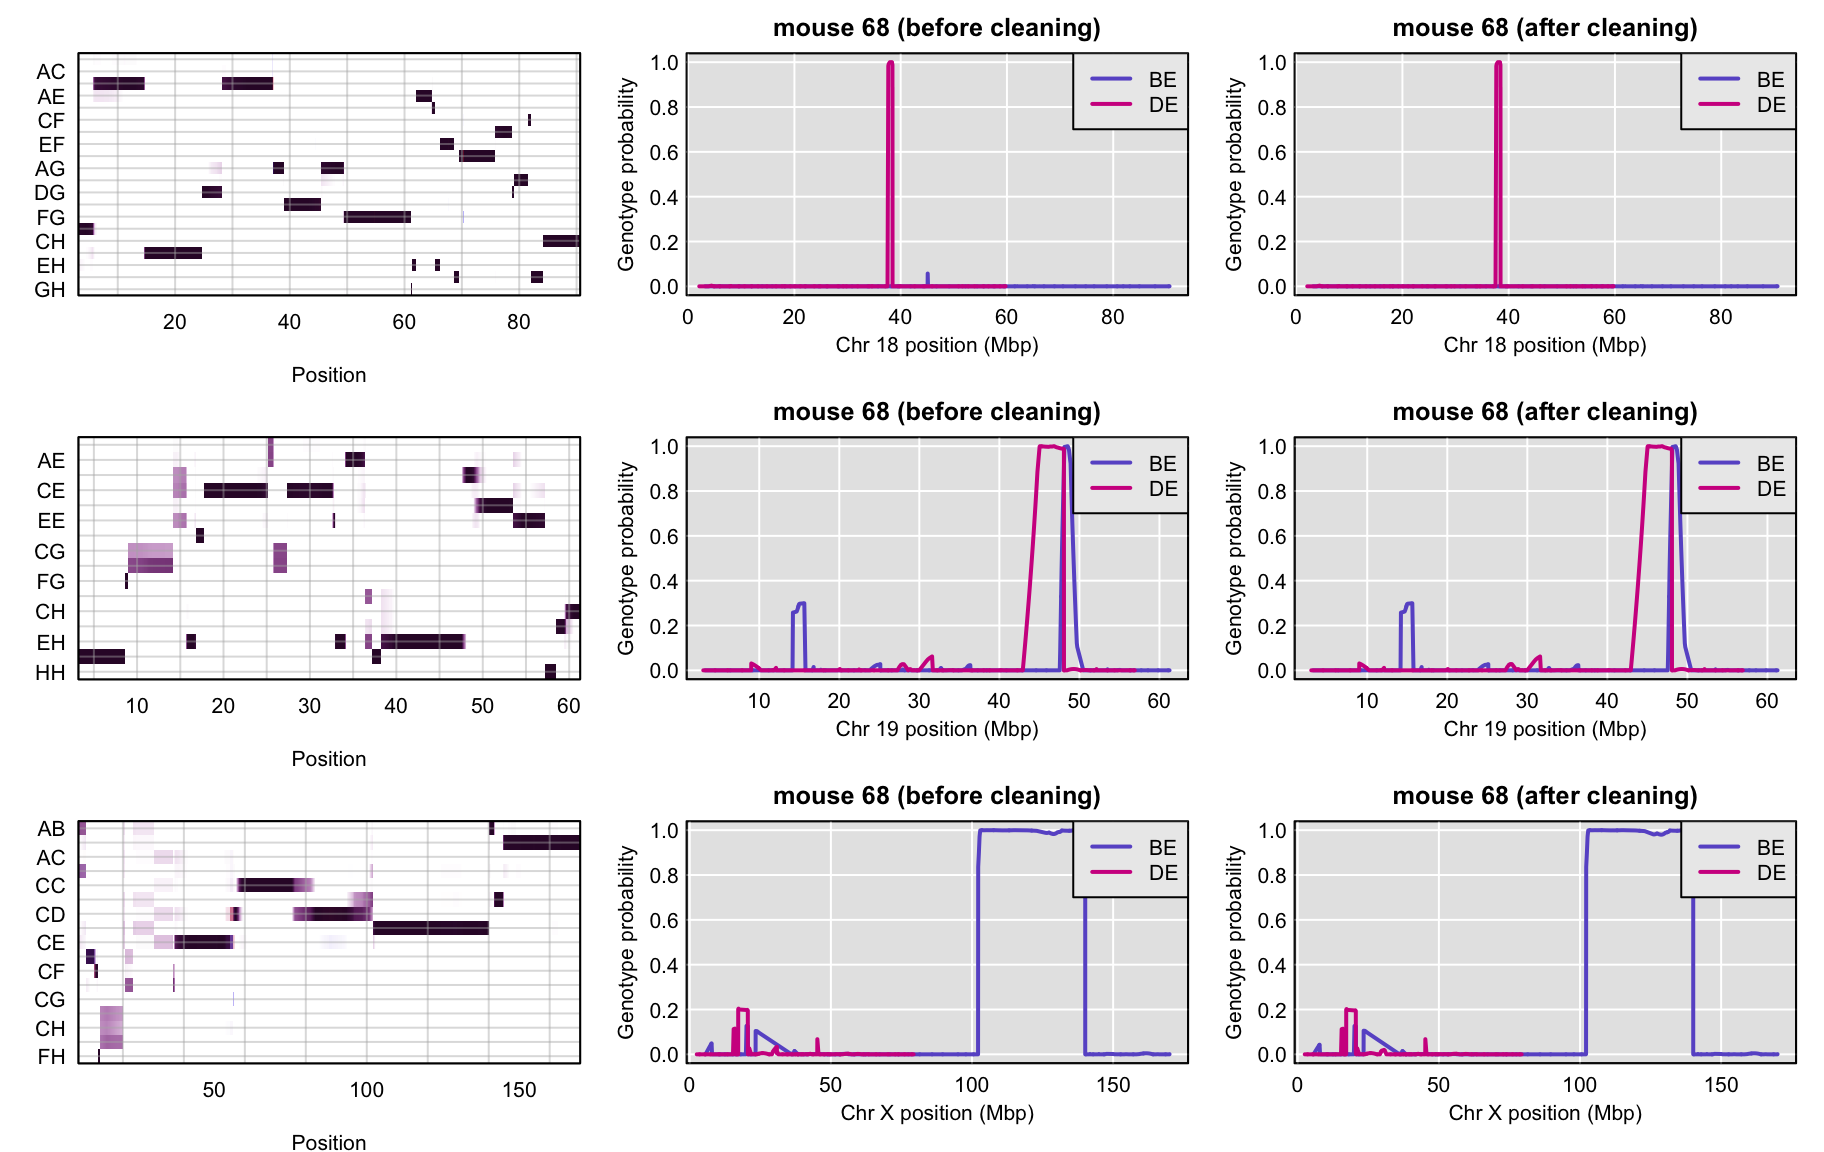 mouse 68 (before cleaning)
mouse 68 (after cleaning)
AC
AE
CF
EF
AG
DG
FG
CH
EH
GH
20 40 60 80
Position
Genotype probability
1.0
0.8
0.6
0.4
0.2
0.0
BE
DE
0 20 40 60 80
Chr 18 position (Mbp)
Genotype probability
1.0
0.8
0.6
0.4
0.2
0.0
BE
DE
0 20 40 60 80
Chr 18 position (Mbp)
mouse 68 (before cleaning)
mouse 68 (after cleaning)
AE
CE
EE
CG
FG
CH
EH
HH
10 20 30 40 50 60
Position
Genotype probability
1.0
0.8
0.6
0.4
0.2
0.0
BE
DE
10 20 30 40 50 60
Chr 19 position (Mbp)
Genotype probability
1.0
0.8
0.6
0.4
0.2
0.0
BE
DE
10 20 30 40 50 60
Chr 19 position (Mbp)
mouse 68 (before cleaning)
mouse 68 (after cleaning)
AB
AC
CC
CD
CE
CF
CG
CH
FH
50 100 150
Position
Genotype probability
1.0
0.8
0.6
0.4
0.2
0.0
BE
DE
0 50 100 150
Chr X position (Mbp)
Genotype probability
1.0
0.8
0.6
0.4
0.2
0.0
BE
DE
0 50 100 150
Chr X position (Mbp)